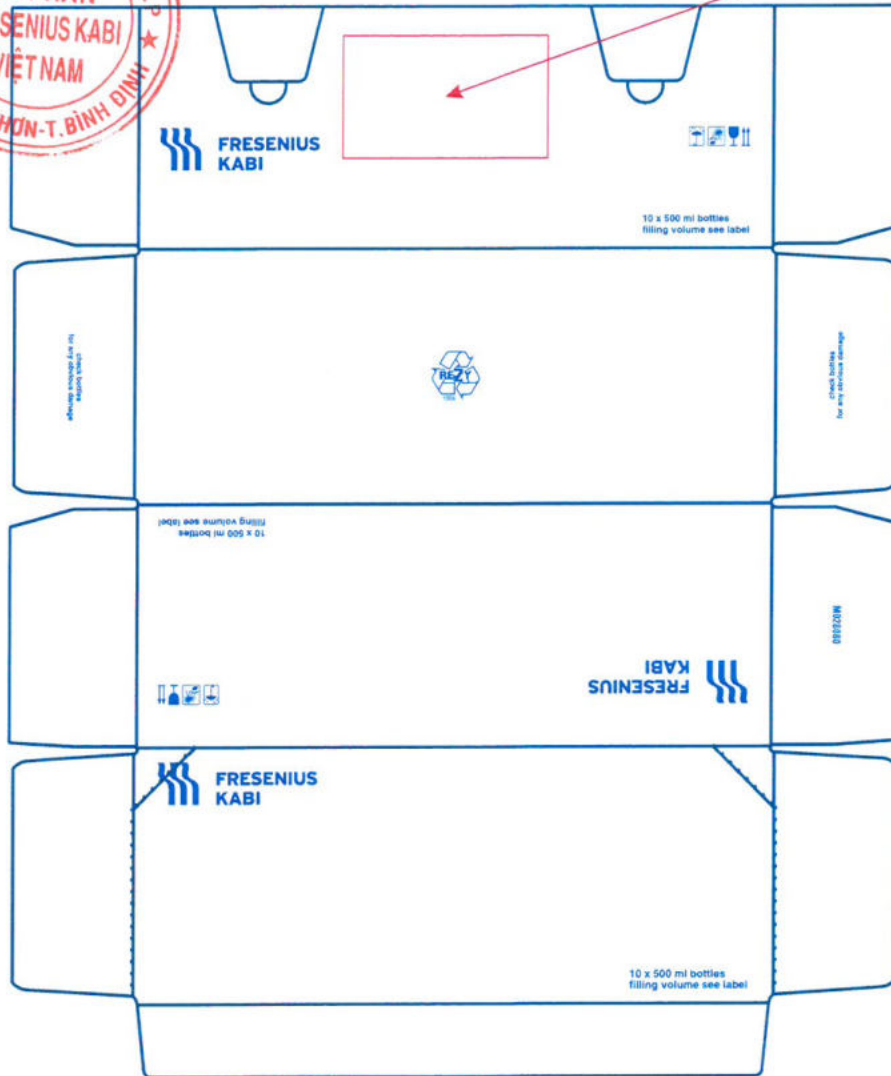 SENIUS KABI
VIỆT NAM
HƠN-T.BÌNH ĐỊNH
FRESENIUS
KABI
10 x 500 ml bottles
filling volume see label
check bottles
for any obvious damage
REZY
check bottles
for any obvious damage
10 x 500 ml bottles
filling volume see label
FRESENIUS
KABI
FRESENIUS
KABI
10 x 500 ml bottles
filling volume see label